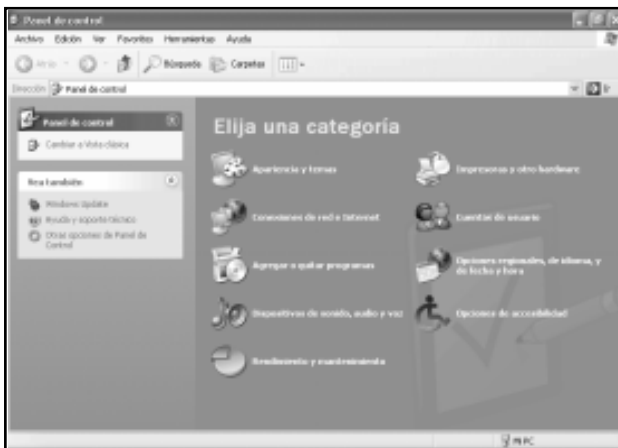 Panel de control
Archivo Edición Ver Favoritos Herramientas Ayuda
Atrás Búsqueda Carpetas
Dirección Panel de control Ir
Panel de control
Cambiar a Vista clásica
Vea también
Windows Update
Ayuda y soporte técnico
Otras opciones de Panel de
Control
Elija una categoría
Apariencia y temas
Impresoras y otro hardware
Conexiones de red e Internet
Cuentas de usuario
Agregar o quitar programas
Opciones regionales, de idioma, y
de fecha y hora
Dispositivos de sonido, audio y voz
Opciones de accesibilidad
Rendimiento y mantenimiento
Mi PC